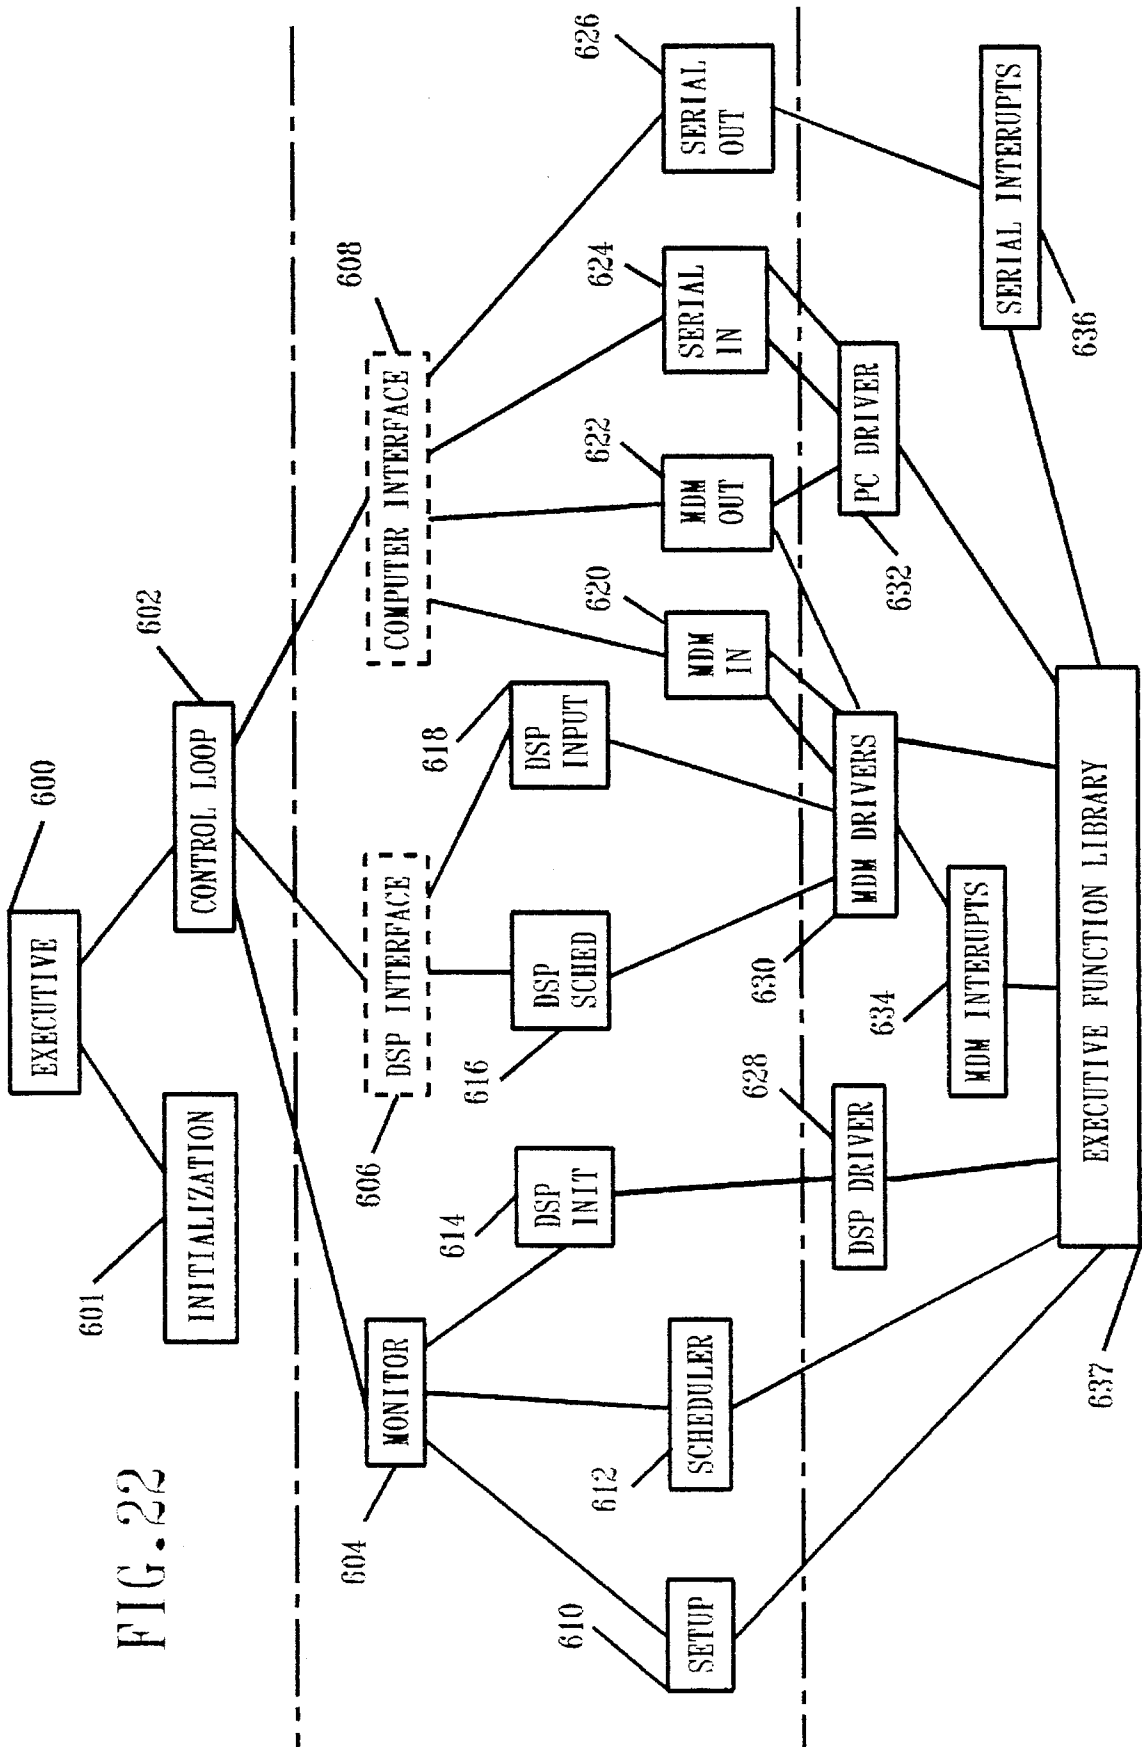 FIG.22
600
EXECUTIVE
601
INITIALIZATION
602
CONTROL LOOP
604
MONITOR
606
DSP INTERFACE
608
COMPUTER INTERFACE
610
SETUP
612
SCHEDULER
614
DSP
INIT
616
DSP
SCHED
618
DSP
INPUT
620
MDM
IN
622
MDM
OUT
624
SERIAL
IN
626
SERIAL
OUT
628
DSP DRIVER
630
MDM DRIVERS
632
PC DRIVER
634
MDM INTERUPTS
636
SERIAL INTERUPTS
637
EXECUTIVE FUNCTION LIBRARY